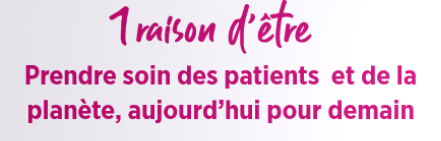 1 raison d'être
Prendre soin des patients et de la
planète, aujourd'hui pour demain